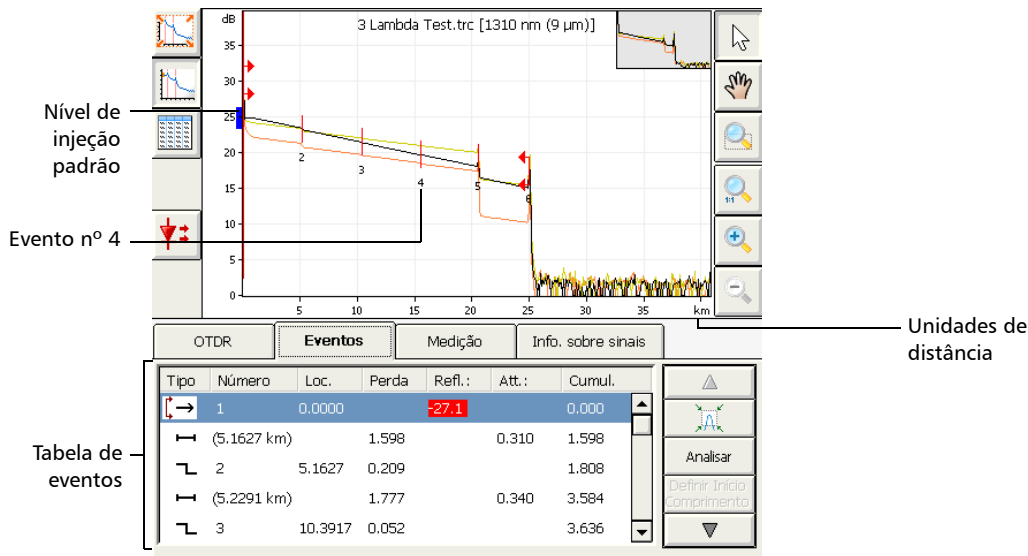 dB
3 Lambda Test.trc [1310 nm (9 µm)]
35
30
25
20
15
10
5
0
2
3
4
5
6
5 10 15 20 25 30 35 km
1:1
Nível de
injeção
padrão
Evento nº 4
Unidades de
distância
OTDR Eventos Medição Info. sobre sinais
Tipo Número Loc. Perda Refl.: Att.: Cumul.
1 0.0000 -27.1 0.000
(5.1627 km) 1.598 0.310 1.598
2 5.1627 0.209 1.808
(5.2291 km) 1.777 0.340 3.584
3 10.3917 0.052 3.636
Analisar
Definir Início
Comprimento
Tabela de
eventos